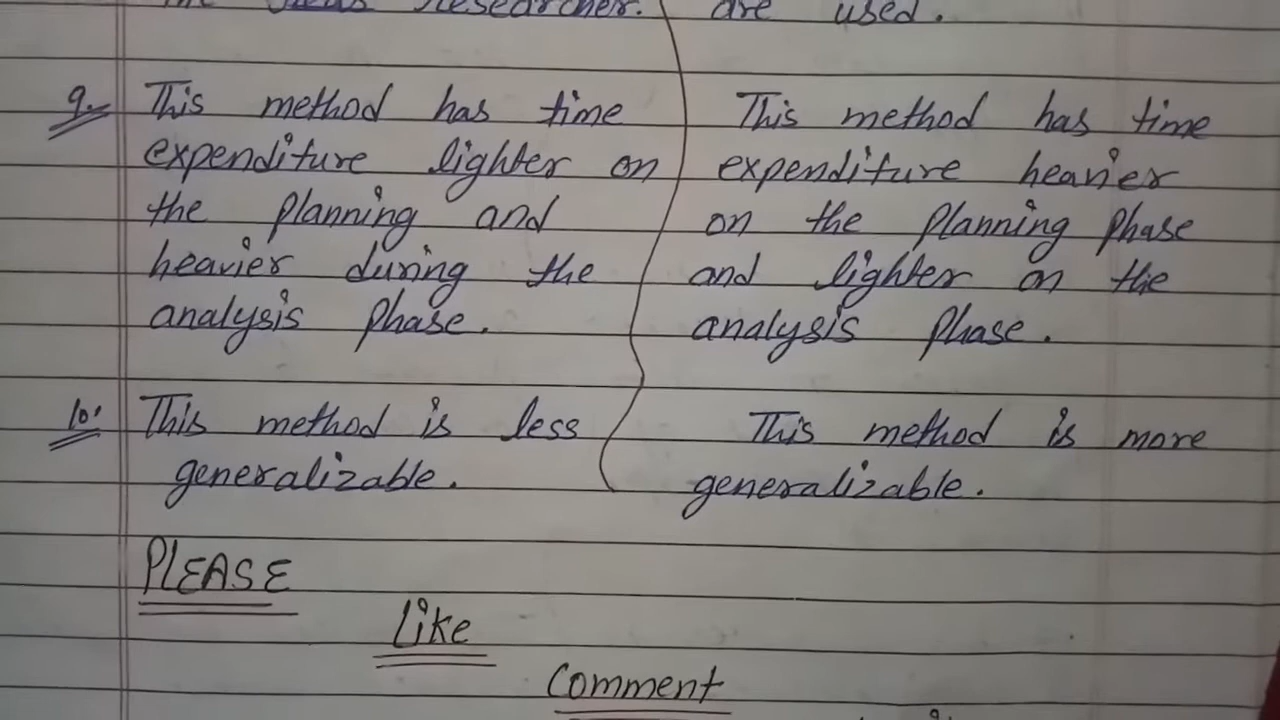 Researcher.
are used.
9. This method has time
expenditure lighter on
the planning and
heavier during the
analysis phase.
This method has time
expenditure heavier
on the planning phase
and lighter on the
analysis phase.
10. This method is less
generalizable.
This method is more
generalizable.
PLEASE
Like
Comment